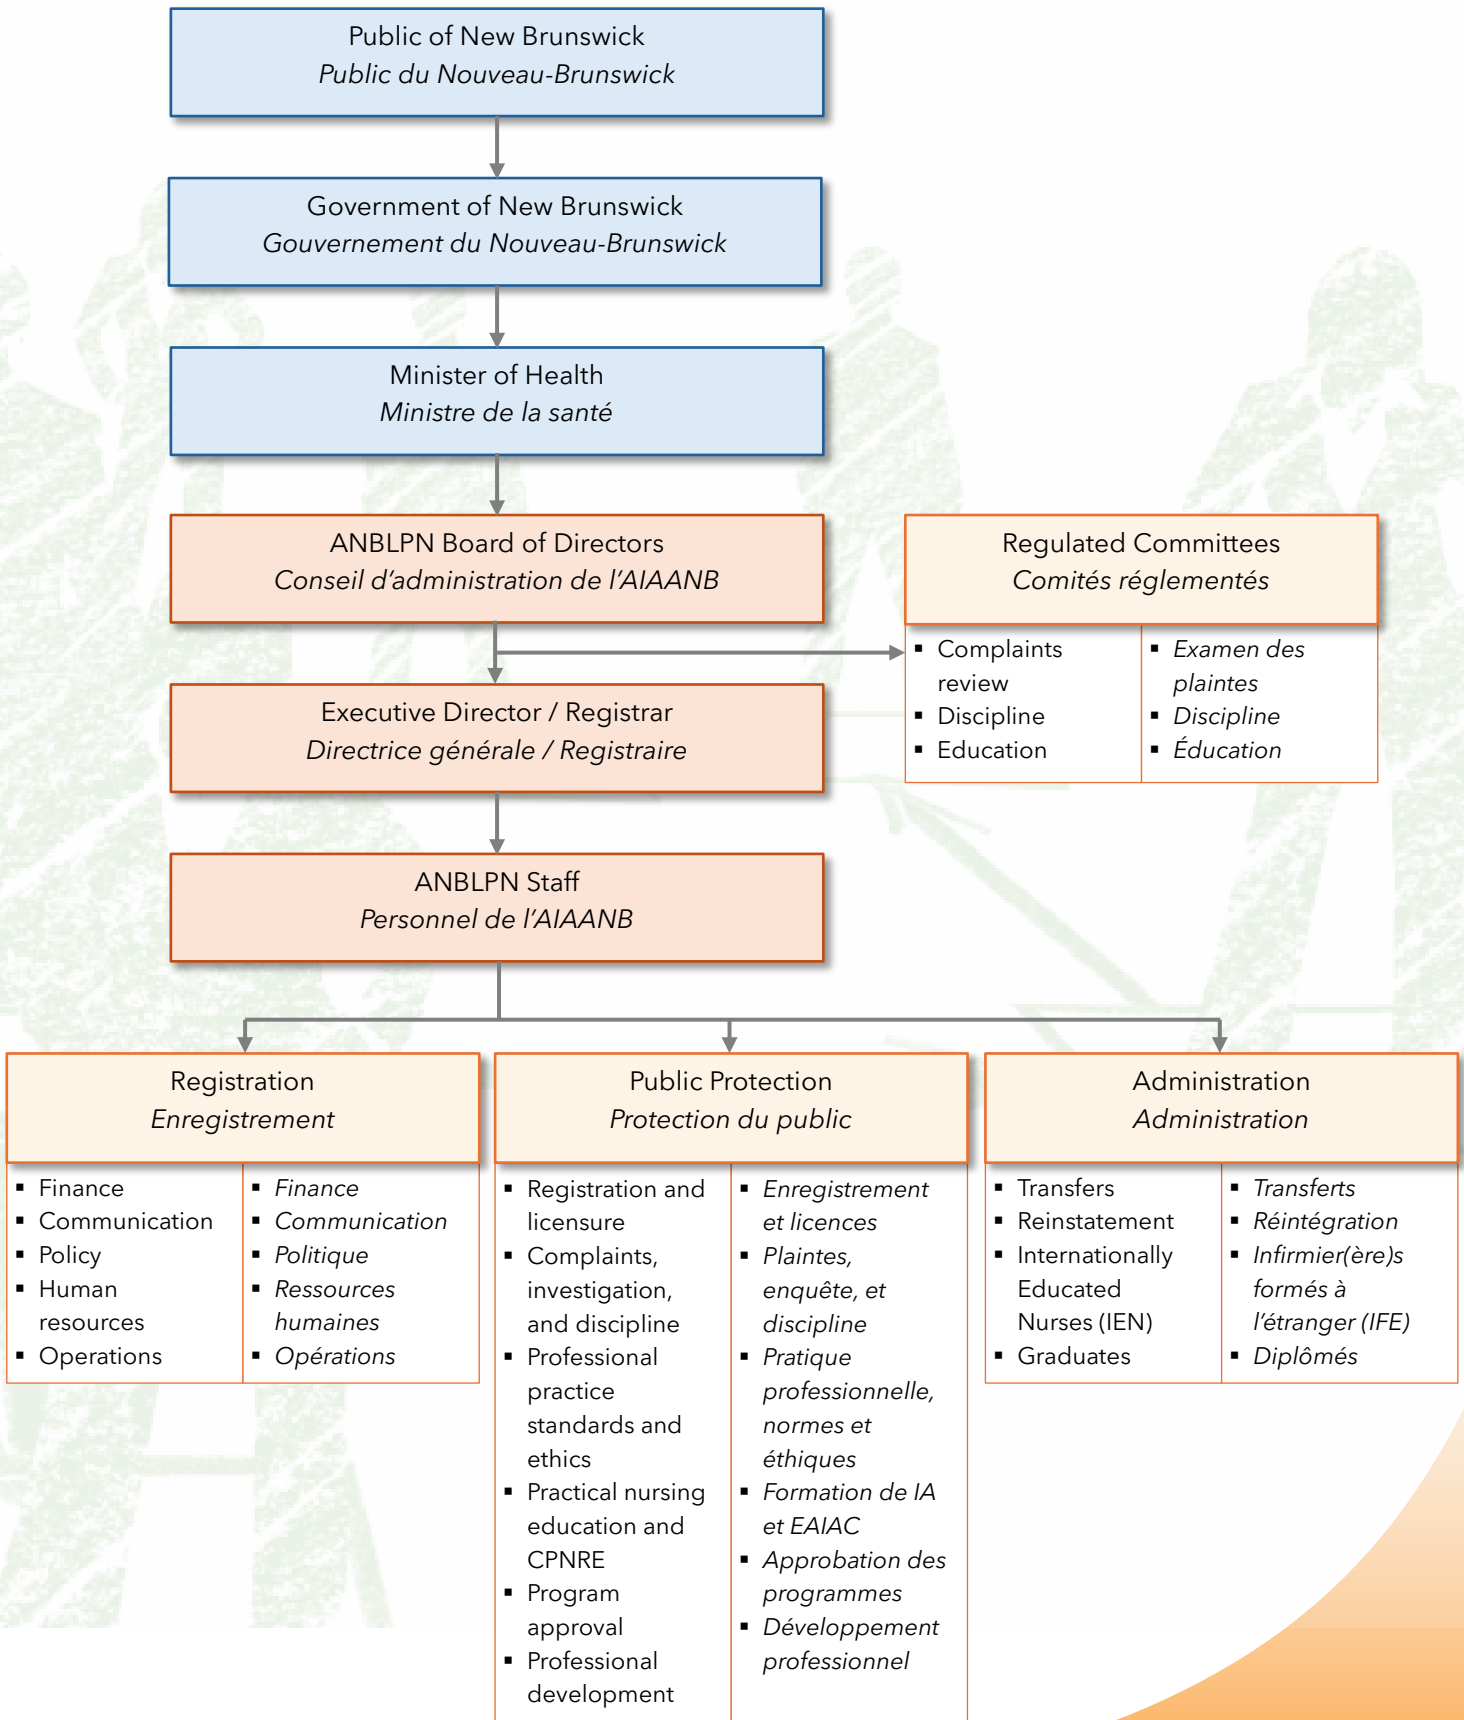 Public of New Brunswick
Public du Nouveau-Brunswick
Government of New Brunswick
Gouvernement du Nouveau-Brunswick
Minister of Health
Ministre de la santé
ANBLPN Board of Directors
Conseil d’administration de l’AIAANB
Regulated Committees
Comités réglementés
▪ Complaints
review
▪ Discipline
▪ Education
▪ Examen des
plaintes
▪ Discipline
▪ Éducation
Executive Director / Registrar
Directrice générale / Registraire
ANBLPN Staff
Personnel de l’AIAANB
Registration
Enregistrement
▪ Finance
▪ Communication
▪ Policy
▪ Human
resources
▪ Operations
▪ Finance
▪ Communication
▪ Politique
▪ Ressources
humaines
▪ Opérations
Public Protection
Protection du public
▪ Registration and
licensure
▪ Complaints,
investigation,
and discipline
▪ Professional
practice
standards and
ethics
▪ Practical nursing
education and
CPNRE
▪ Program
approval
▪ Professional
development
▪ Enregistrement
et licences
▪ Plaintes,
enquête, et
discipline
▪ Pratique
professionnelle,
normes et
éthiques
▪ Formation de IA
et EAIAC
▪ Approbation des
programmes
▪ Développement
professionnel
Administration
Administration
▪ Transfers
▪ Reinstatement
▪ Internationally
Educated
Nurses (IEN)
▪ Graduates
▪ Transferts
▪ Réintégration
▪ Infirmier(ère)s
formés à
l’étranger (IFE)
▪ Diplômés